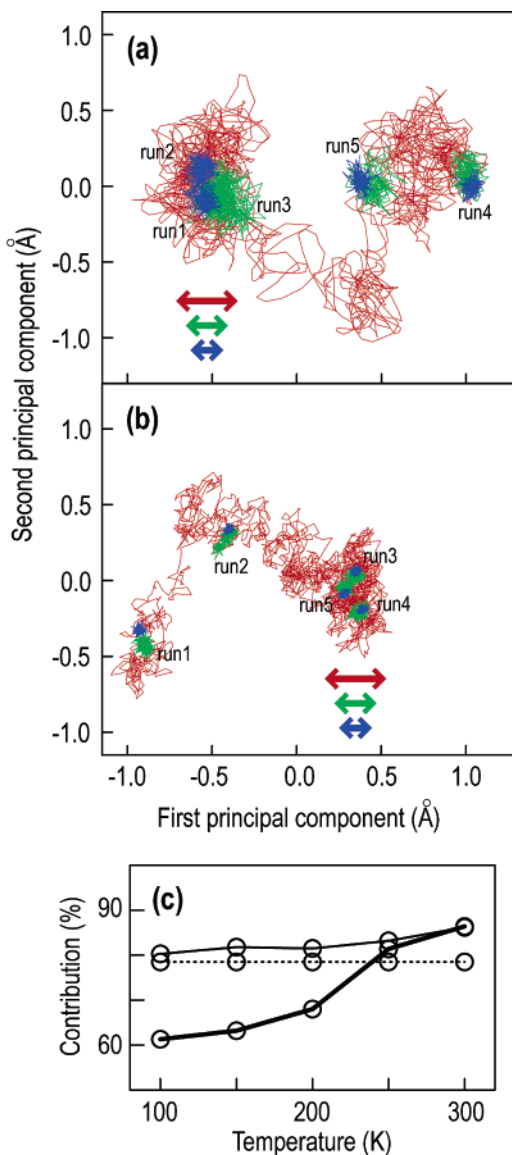 (a)
1.0
0.5
0.0
-0.5
-1.0
run2
run1
run3
run5
run4
Second principal component (Å)
(b)
1.0
0.5
0.0
-0.5
-1.0
run2
run1
run3
run5
run4
-1.0 -0.5 0.0 0.5 1.0
First principal component (Å)
(c)
90
60
Contribution (%)
100 200 300
Temperature (K)